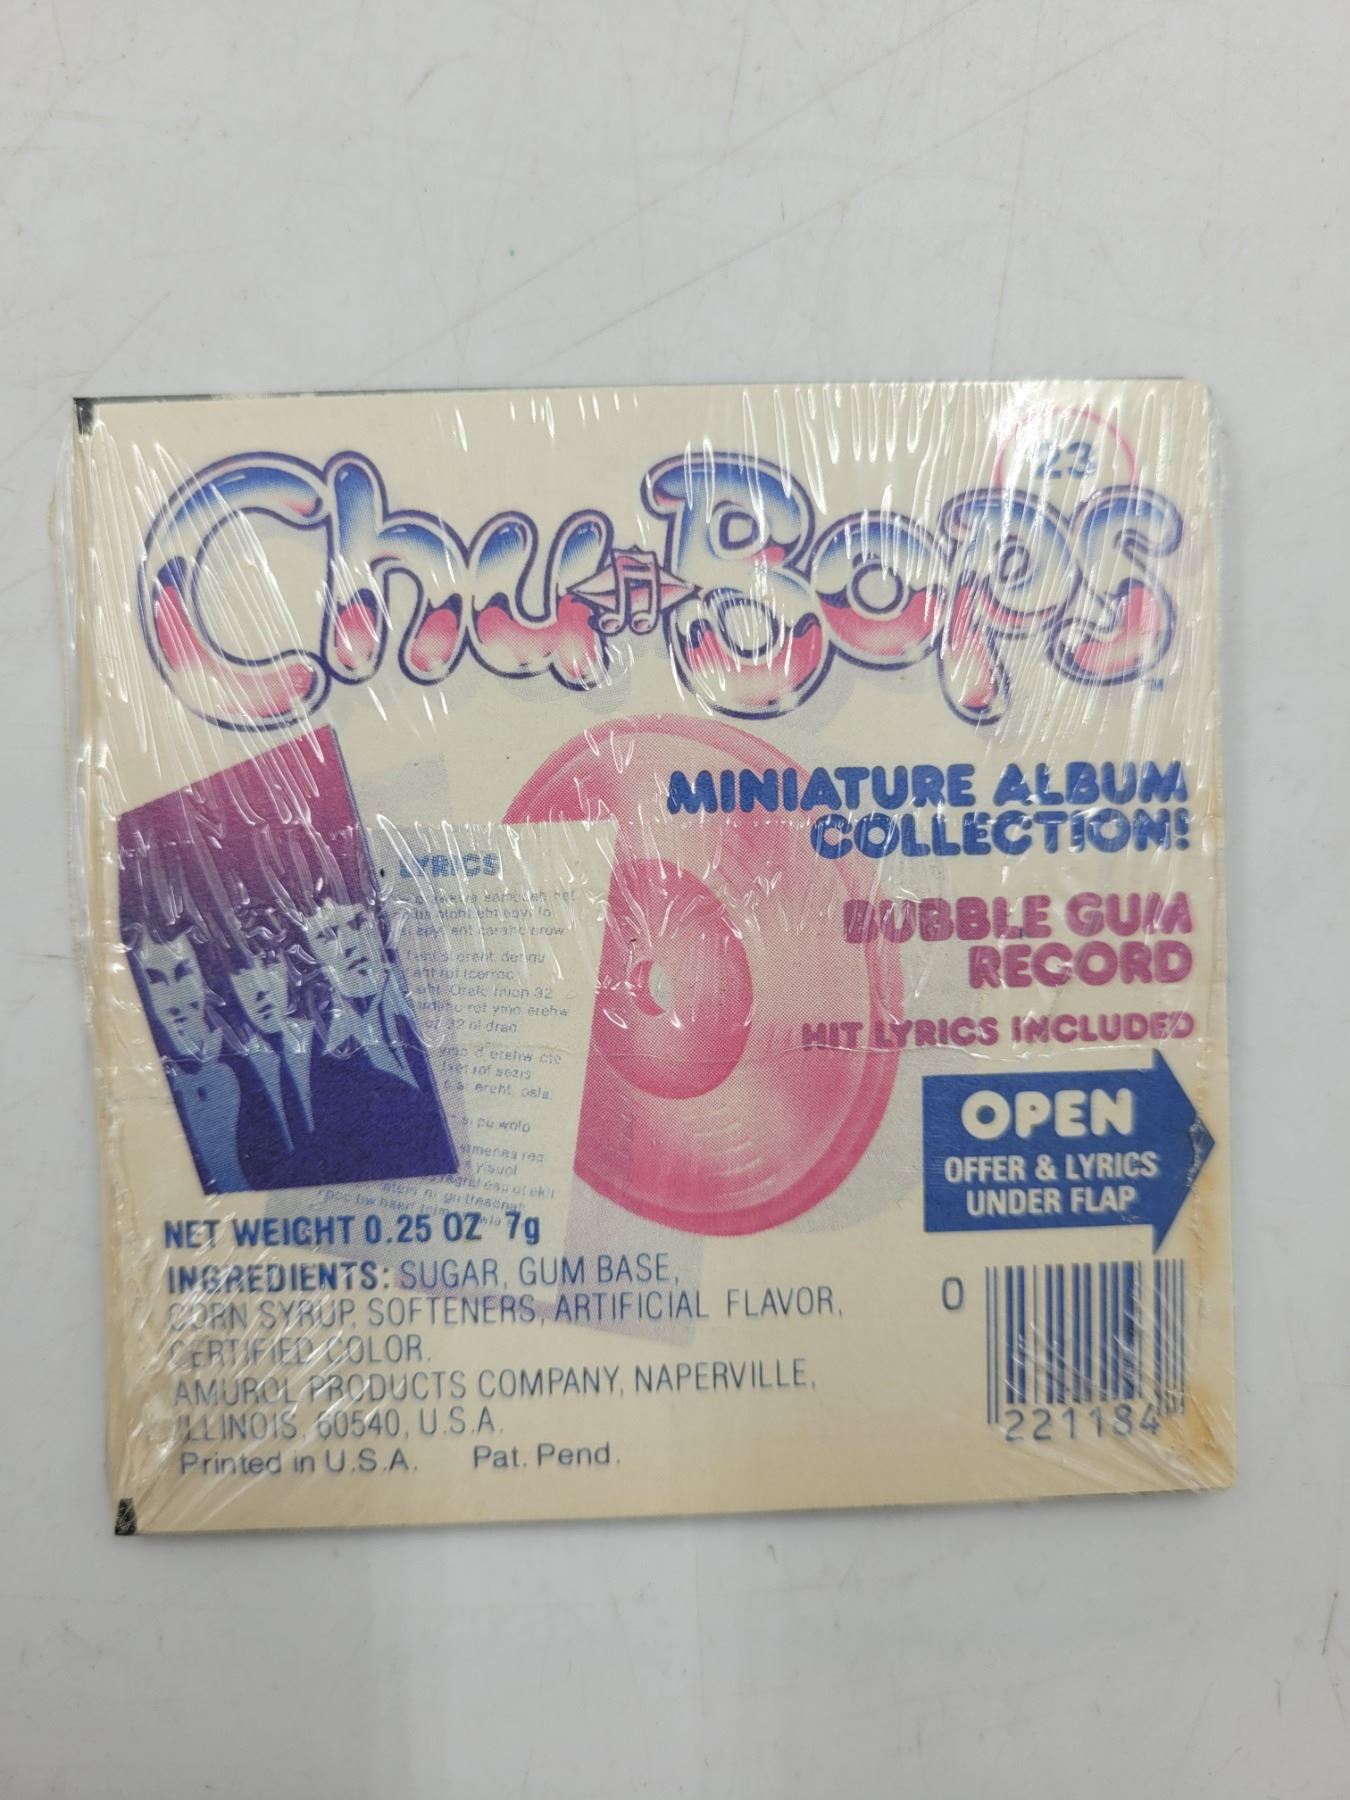 23
Chu Bops
TM
MINIATURE ALBUM
COLLECTION!
BUBBLE GUM
RECORD
HIT LYRICS INCLUDED
LYRICS
OPEN
OFFER & LYRICS
UNDER FLAP
NET WEIGHT 0.25 OZ 7g
INGREDIENTS: SUGAR, GUM BASE,
CORN SYRUP, SOFTENERS, ARTIFICIAL FLAVOR,
CERTIFIED COLOR.
AMUROL PRODUCTS COMPANY, NAPERVILLE,
ILLINOIS, 60540, U.S.A.
Printed in U.S.A. Pat. Pend.
0
221184